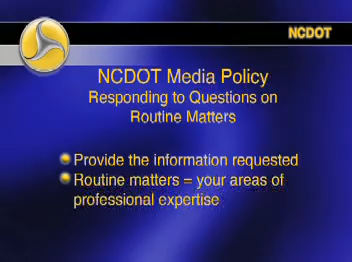 NCDOT
NCDOT Media Policy
Responding to Questions on
Routine Matters
Provide the information requested
Routine matters = your areas of
professional expertise